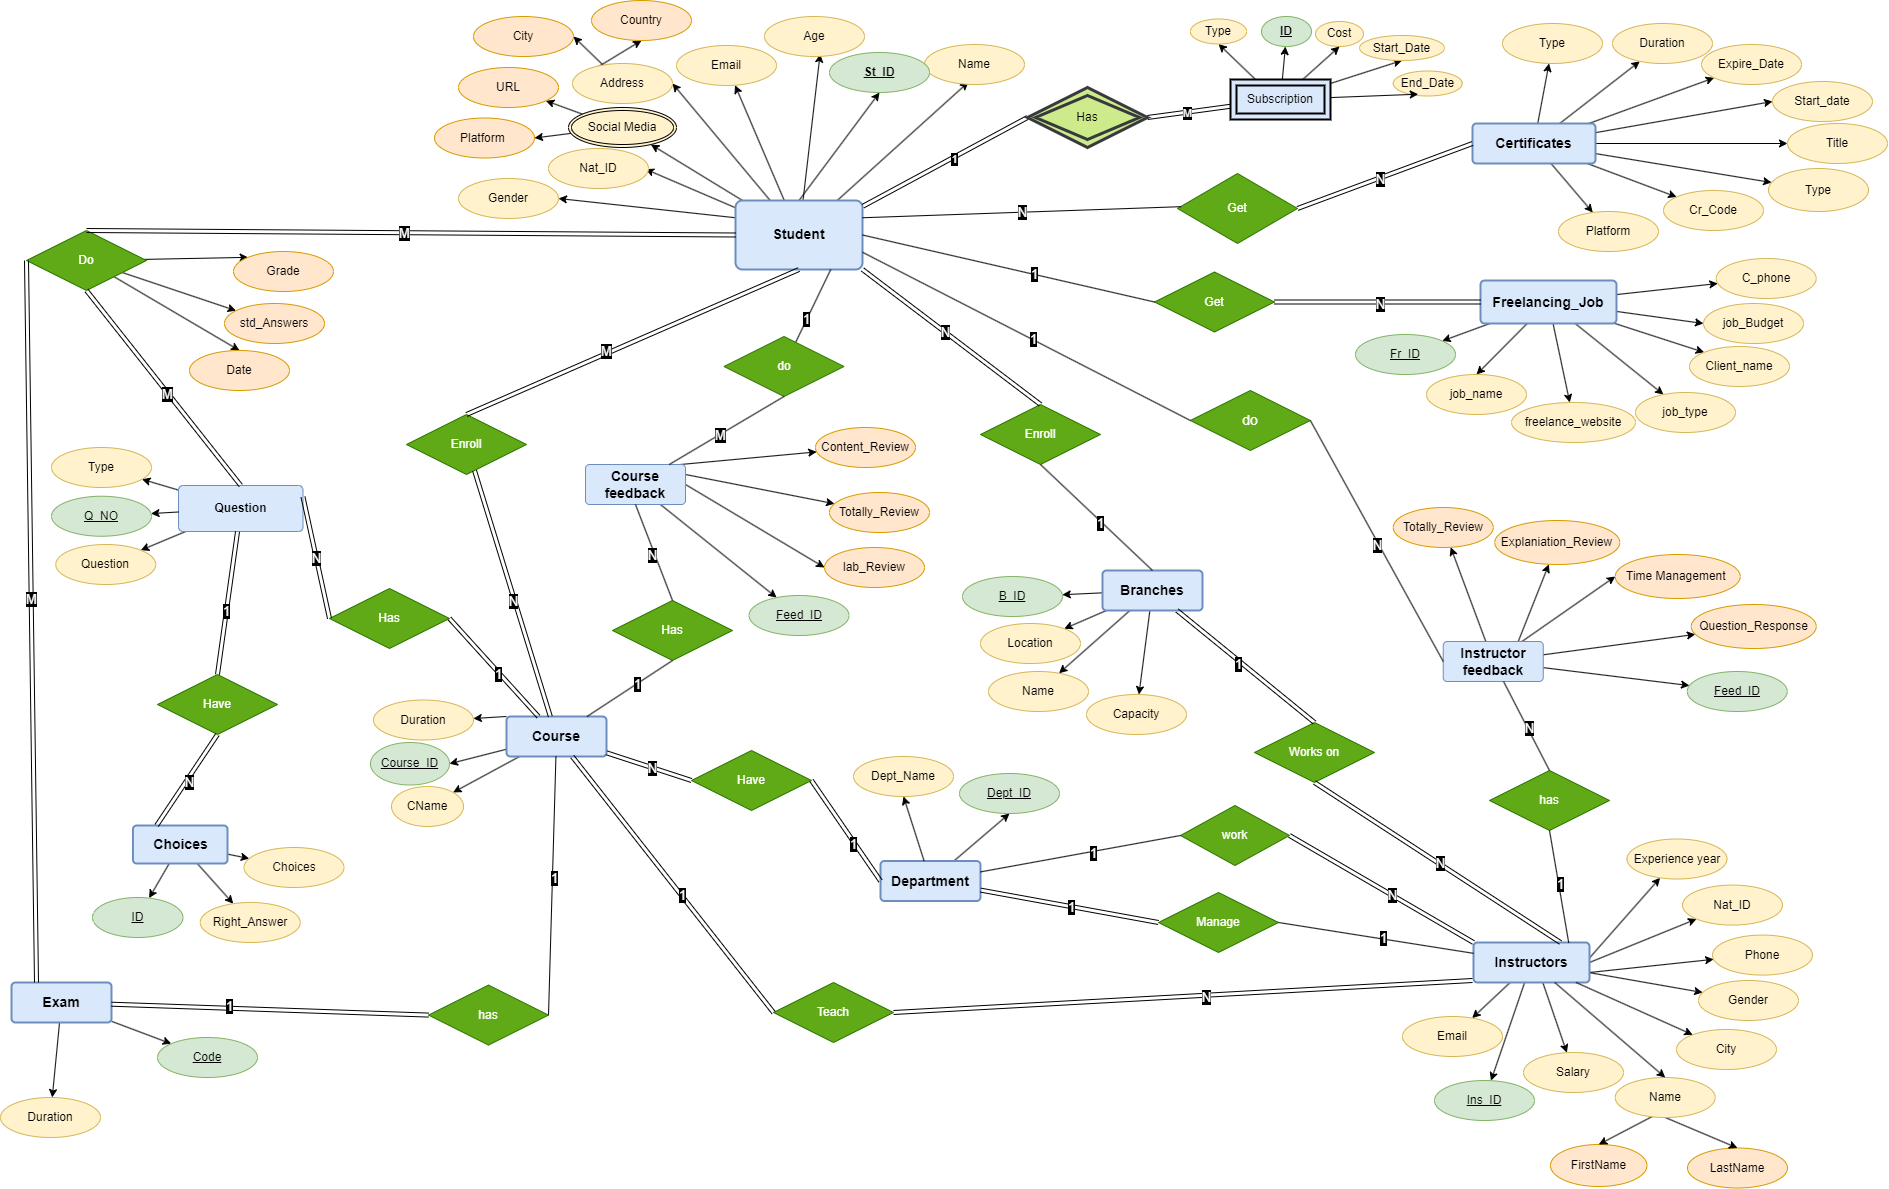 Country
City
Age
Email
St_ID
Name
Address
URL
Social Media
Platform
Nat_ID
Gender
Student
Type
ID
Cost
Start_Date
End_Date
Subscription
Has
M
1
Type
Duration
Expire_Date
Start_date
Title
Type
Cr_Code
Platform
Certificates
N
Get
N
1
Get
N
Freelancing_Job
C_phone
job_Budget
Client_name
job_type
freelance_website
job_name
Fr_ID
Do
M
Grade
std_Answers
Date
M
M
M
Enroll
N
1
do
M
Course
feedback
Content_Review
Totally_Review
lab_Review
Feed_ID
N
Has
1
N
Enroll
1
1
do
N
Type
Q_NO
Question
Question
N
Has
1
1
Have
N
Choices
Choices
Right_Answer
ID
Branches
B_ID
Location
Name
Capacity
1
Works on
N
Totally_Review
Explaniation_Review
Time Management
Question_Response
Feed_ID
Instructor
feedback
N
has
1
Course
Duration
Course_ID
CName
N
Have
1
Dept_Name
Dept_ID
Department
1
work
N
1
Manage
1
1
Teach
N
1
has
1
Exam
Code
Duration
Instructors
Experience year
Nat_ID
Phone
Gender
City
Name
FirstName
LastName
Salary
Ins_ID
Email